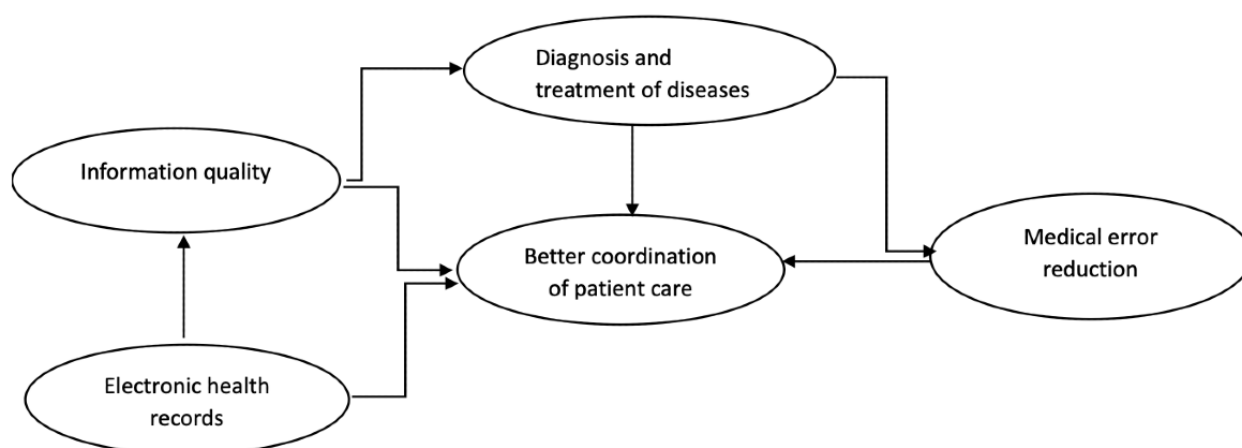 Diagnosis and
treatment of diseases
Information quality
Better coordination
of patient care
Medical error
reduction
Electronic health
records